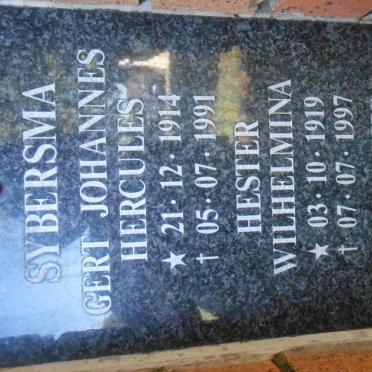 SYBERSMA
GERT JOHANNES
HERCULES
★ 21·12·1914
† 05·07·1991
HESTER
WILHELMINA
★ 03·10·1919
† 07·07·1997